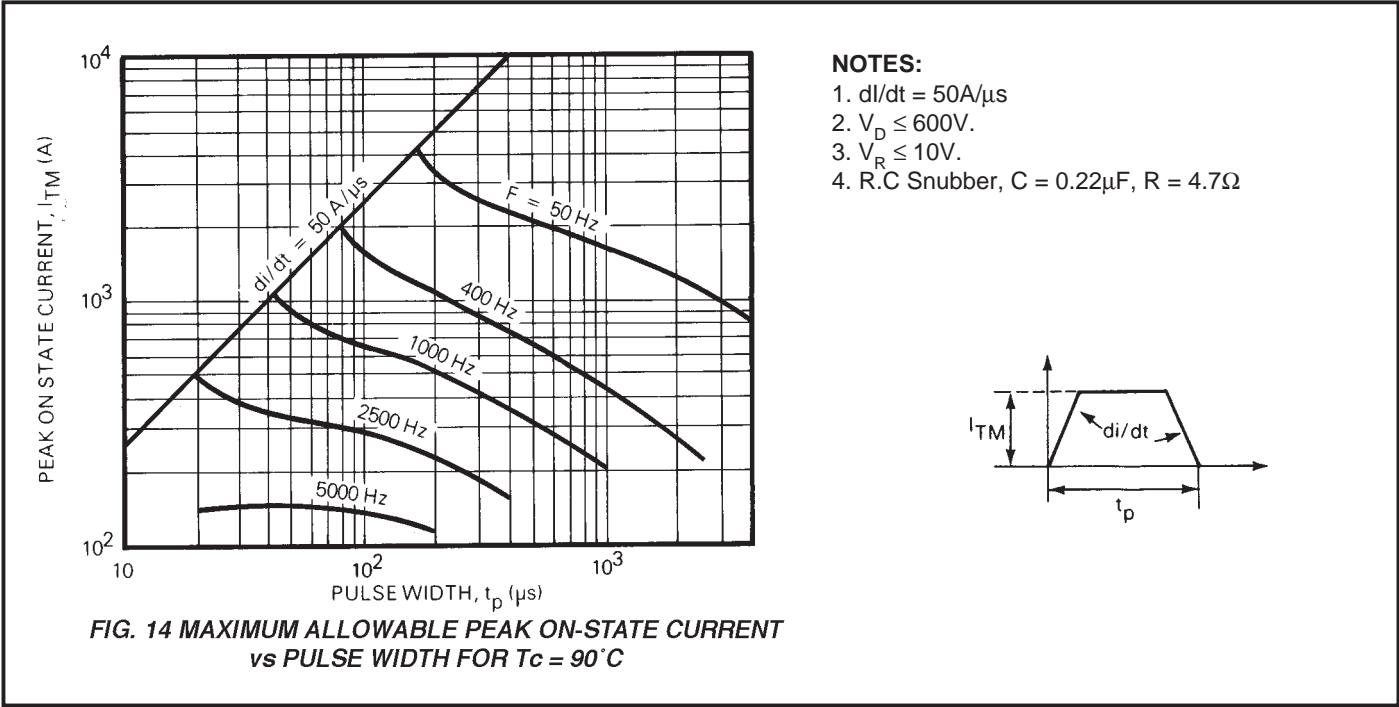 10⁴
10³
10²
PEAK ON STATE CURRENT, I_TM (A)
di/dt = 50 A/µs
F = 50 Hz
400 Hz
1000 Hz
2500 Hz
5000 Hz
10
10²
10³
PULSE WIDTH, t_p (µs)
FIG. 14 MAXIMUM ALLOWABLE PEAK ON-STATE CURRENT
vs PULSE WIDTH FOR Tc = 90˚C
NOTES:
1. dI/dt = 50A/µs
2. V_D ≤ 600V.
3. V_R ≤ 10V.
4. R.C Snubber, C = 0.22µF, R = 4.7Ω
I_TM
di/dt
t_p